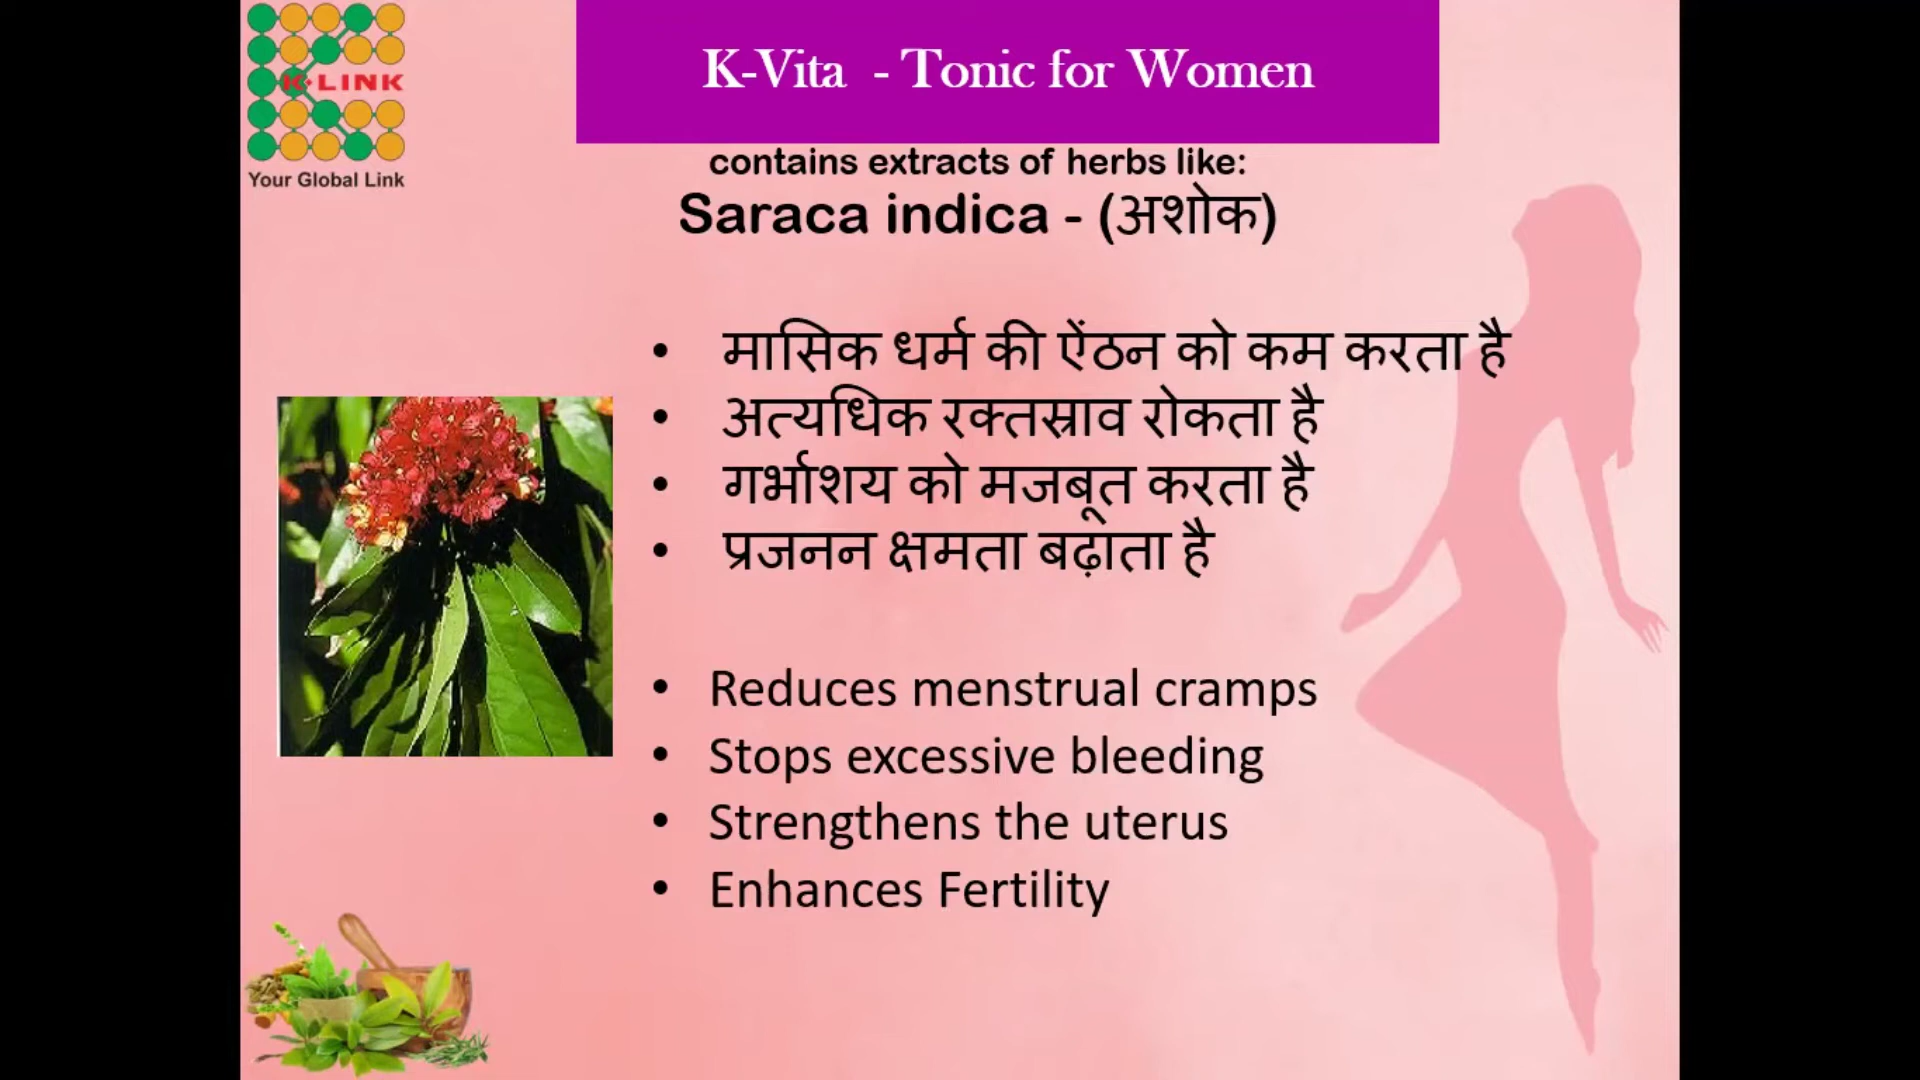 K-LINK
Your Global Link
K-Vita - Tonic for Women
contains extracts of herbs like:
Saraca indica - (अशोक)
• मासिक धर्म की ऐंठन को कम करता है
• अत्यधिक रक्तस्राव रोकता है
• गर्भाशय को मजबूत करता है
• प्रजनन क्षमता बढ़ाता है
• Reduces menstrual cramps
• Stops excessive bleeding
• Strengthens the uterus
• Enhances Fertility